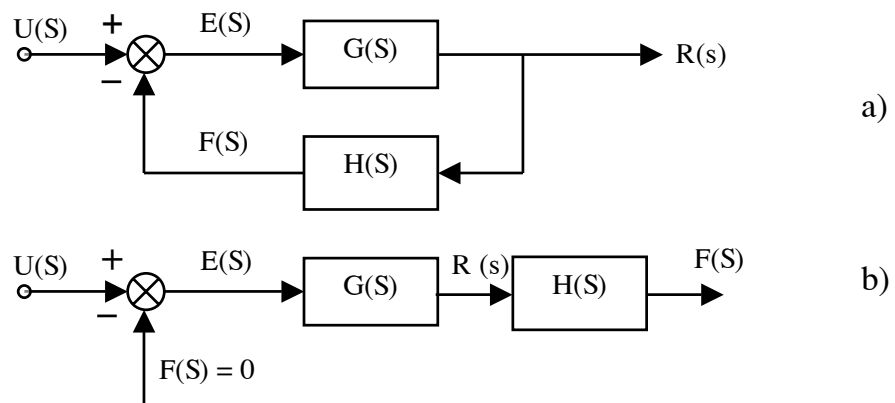 U(S) + − E(S) G(S) R(s)
a)
F(S) H(S)
U(S) + − E(S) G(S) R (s) H(S) F(S)
b)
F(S) = 0